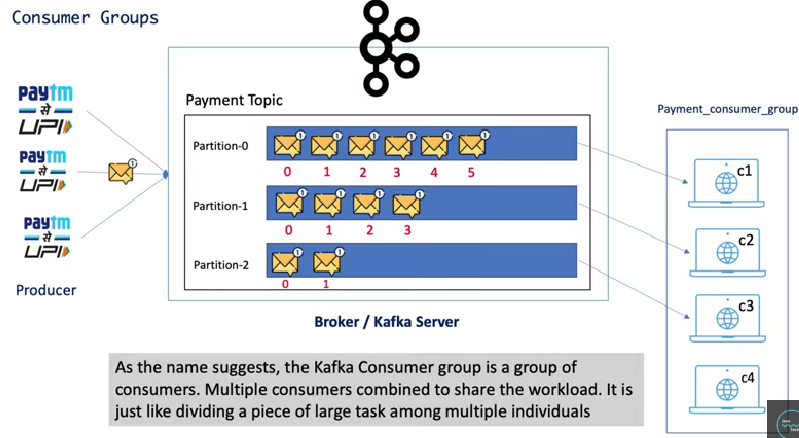 Consumer Groups
Payment Topic
Payment_consumer_group
paytm
से
UPI
paytm
से
UPI
paytm
से
UPI
Producer
Partition-0
0 1 2 3 4 5
Partition-1
0 1 2 3
Partition-2
0 1
c1
c2
c3
c4
Broker / Kafka Server
As the name suggests, the Kafka Consumer group is a group of
consumers. Multiple consumers combined to share the workload. It is
just like dividing a piece of large task among multiple individuals